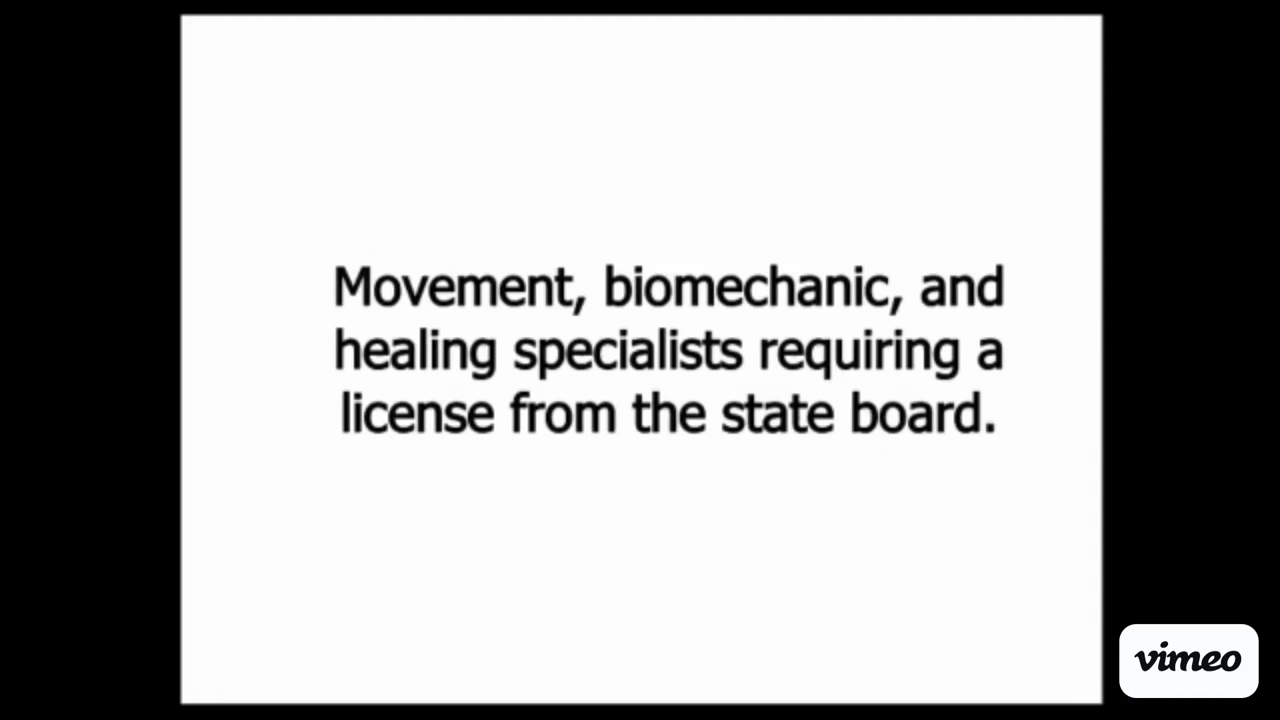 Movement, biomechanic, and
healing specialists requiring a
license from the state board.
vimeo